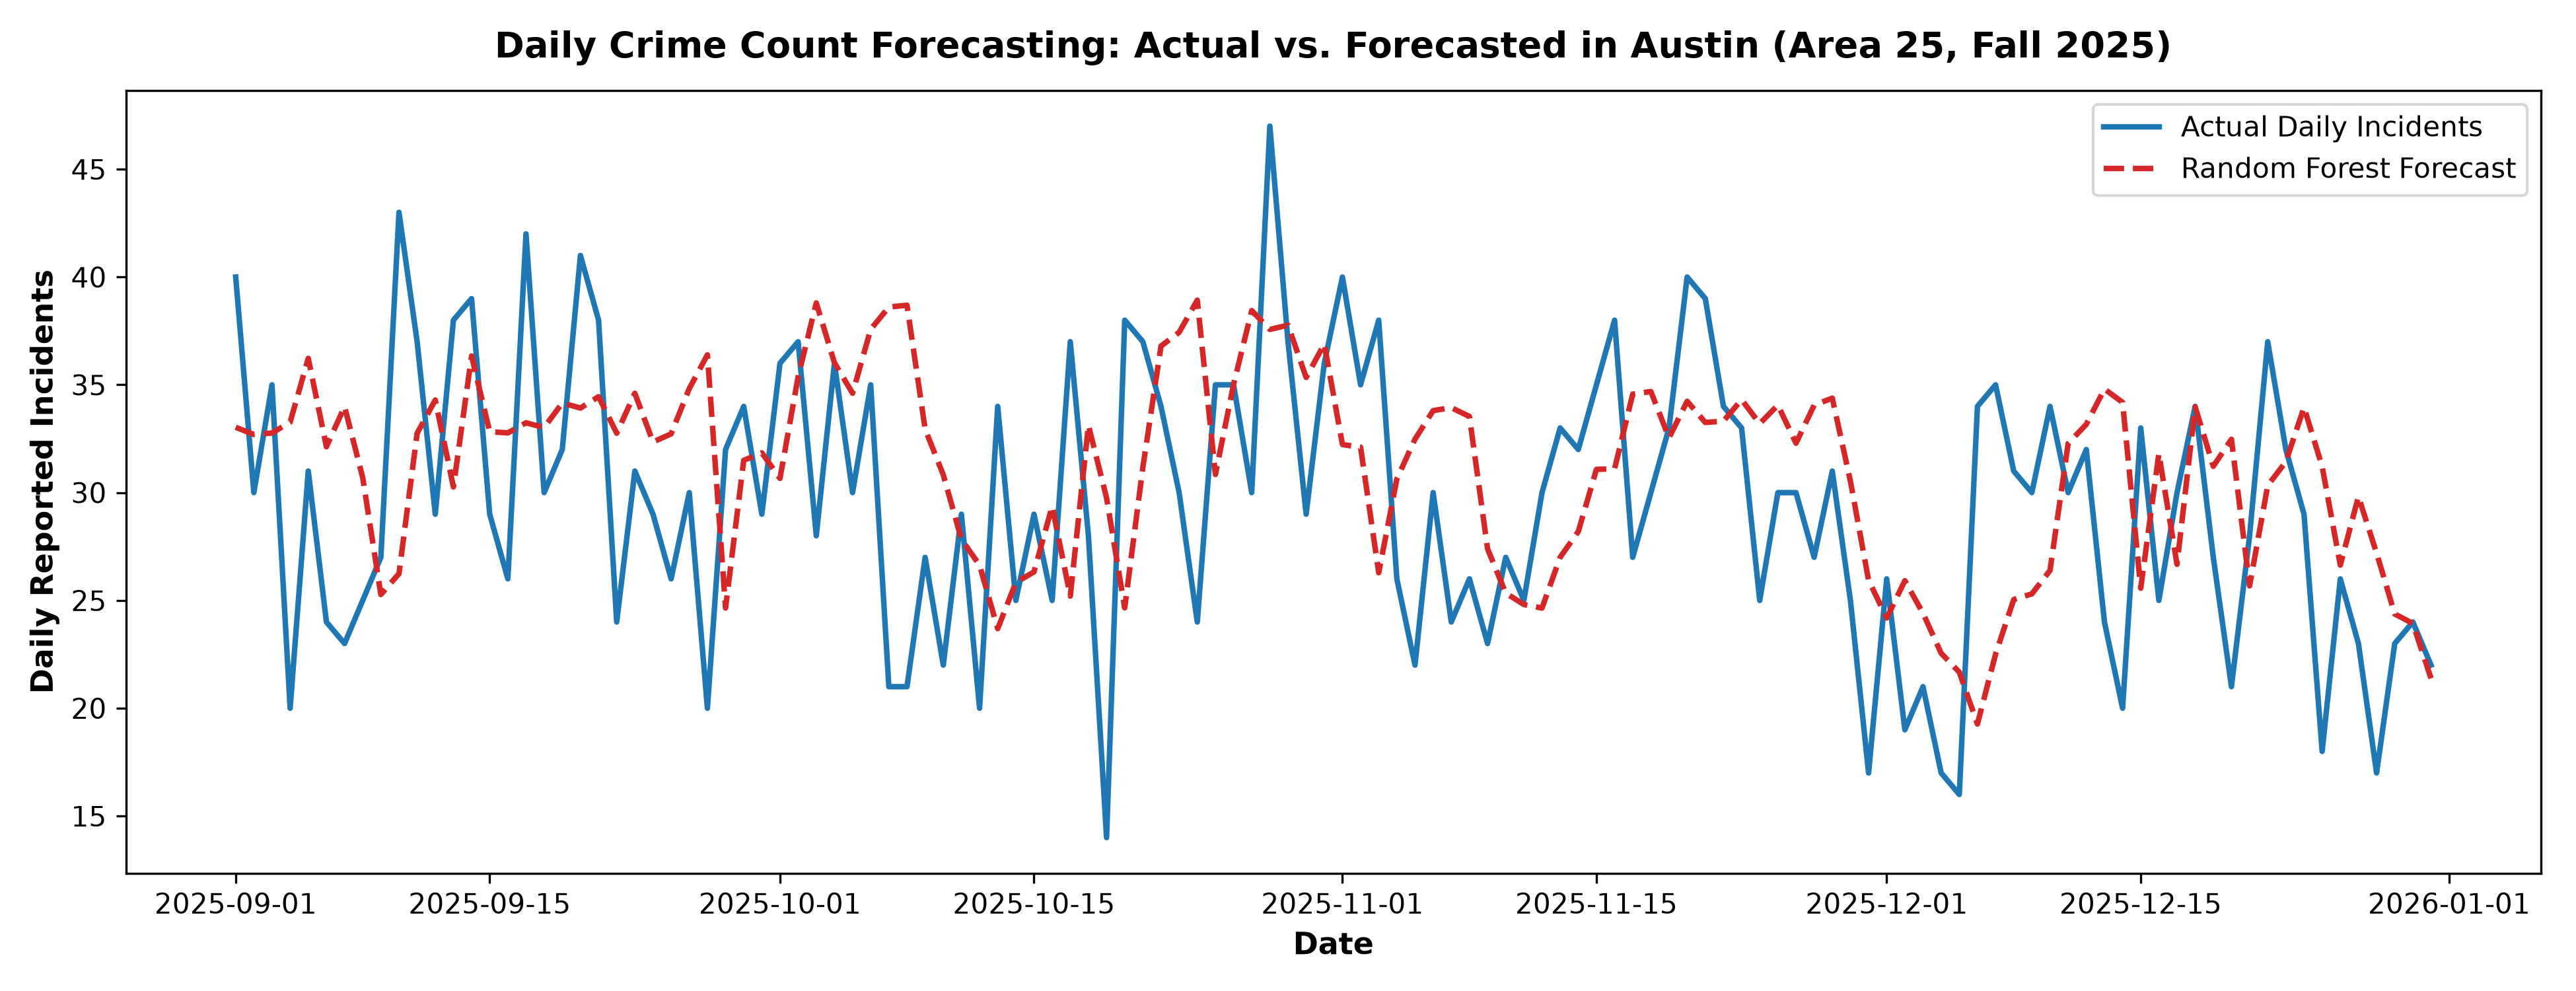 Daily Crime Count Forecasting: Actual vs. Forecasted in Austin (Area 25, Fall 2025)
Actual Daily Incidents
Random Forest Forecast
Daily Reported Incidents
45
40
35
30
25
20
15
2025-09-01 2025-09-15 2025-10-01 2025-10-15 2025-11-01 2025-11-15 2025-12-01 2025-12-15 2026-01-01
Date